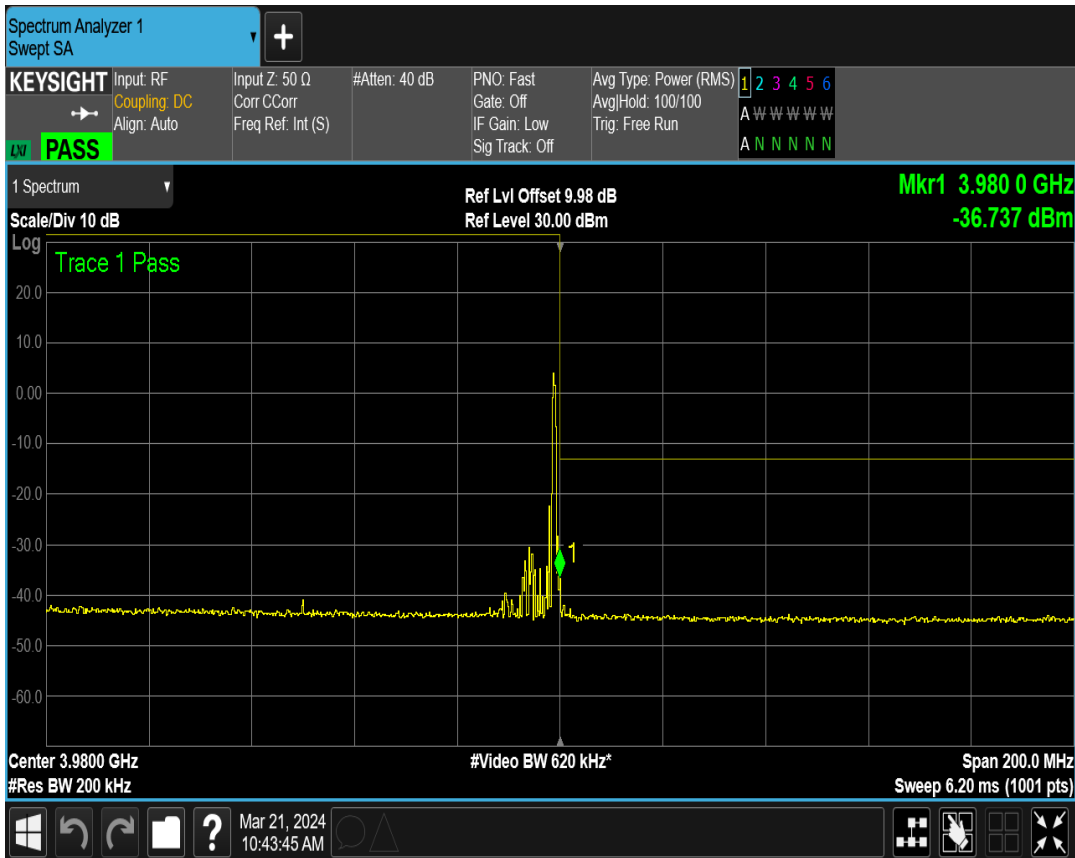 Spectrum Analyzer 1
Swept SA
KEYSIGHT
LXI PASS
Input: RF
Coupling: DC
Align: Auto
Input Z: 50 Ω
Corr CCorr
Freq Ref: Int (S)
#Atten: 40 dB
PNO: Fast
Gate: Off
IF Gain: Low
Sig Track: Off
Avg Type: Power (RMS)
Avg|Hold: 100/100
Trig: Free Run
1 2 3 4 5 6
A W W W W W
A N N N N N
1 Spectrum
Scale/Div 10 dB
Ref Lvl Offset 9.98 dB
Ref Level 30.00 dBm
Mkr1 3.980 0 GHz
-36.737 dBm
Log
Trace 1 Pass
20.0
10.0
0.00
-10.0
-20.0
-30.0
1
-40.0
-50.0
-60.0
Center 3.9800 GHz
#Res BW 200 kHz
#Video BW 620 kHz*
Span 200.0 MHz
Sweep 6.20 ms (1001 pts)
?
Mar 21, 2024
10:43:45 AM